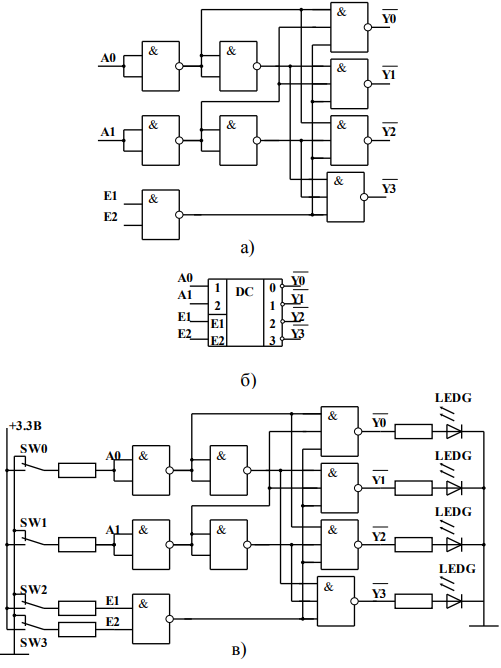 & & & Y0
A0
& Y1
A1 & & & Y2
E1 & & Y3
E2
а)
A0 1 DC 0 Y0
A1 2 1 Y1
E1 E1 2 Y2
E2 E2 3 Y3
б)
LEDG
+3.3В & Y0
SW0 A0 & & LEDG
& Y1
SW1 A1 & & LEDG
& Y2
SW2 E1 & & Y3 LEDG
SW3 E2
в)